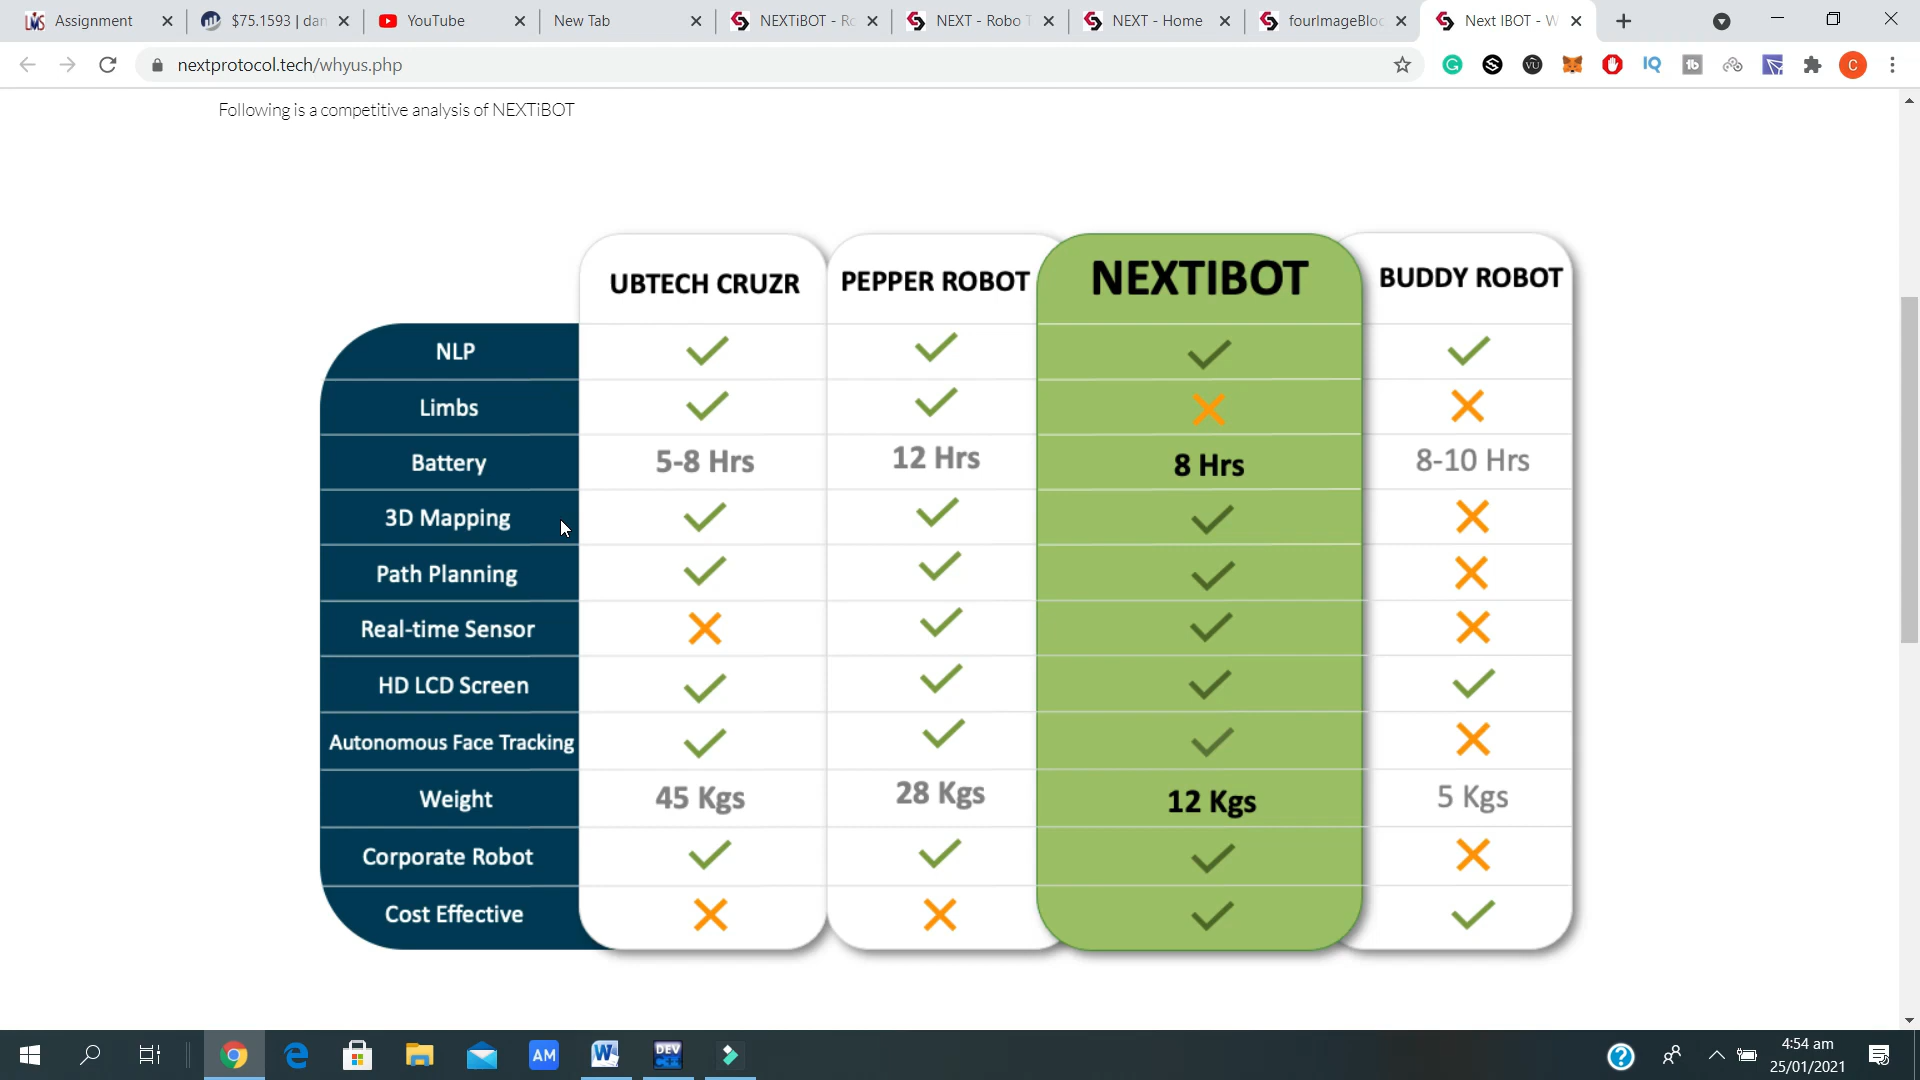 Assignment
$75.1593 | dar
YouTube
New Tab
NEXTiBOT - Ro
NEXT - Robo T
NEXT - Home
fourImageBloc
Next IBOT - W
nextprotocol.tech/whyus.php
Following is a competitive analysis of NEXTiBOT
UBTECH CRUZR PEPPER ROBOT NEXTIBOT BUDDY ROBOT
NLP
Limbs
Battery 5-8 Hrs 12 Hrs 8 Hrs 8-10 Hrs
3D Mapping
Path Planning
Real-time Sensor
HD LCD Screen
Autonomous Face Tracking
Weight 45 Kgs 28 Kgs 12 Kgs 5 Kgs
Corporate Robot
Cost Effective
AM
DEV
4:54 am
25/01/2021